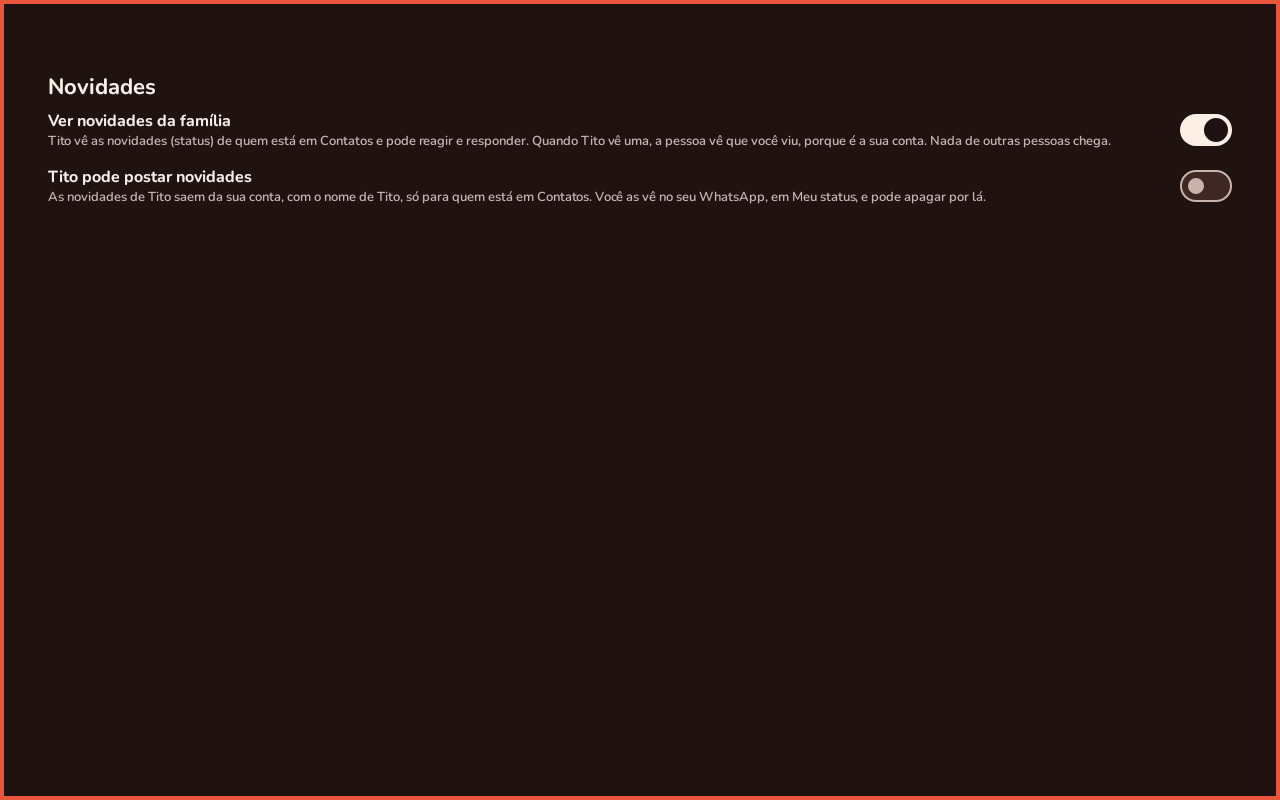 Novidades
Ver novidades da família
Tito vê as novidades (status) de quem está em Contatos e pode reagir e responder. Quando Tito vê uma, a pessoa vê que você viu, porque é a sua conta. Nada de outras pessoas chega.
Tito pode postar novidades
As novidades de Tito saem da sua conta, com o nome de Tito, só para quem está em Contatos. Você as vê no seu WhatsApp, em Meu status, e pode apagar por lá.